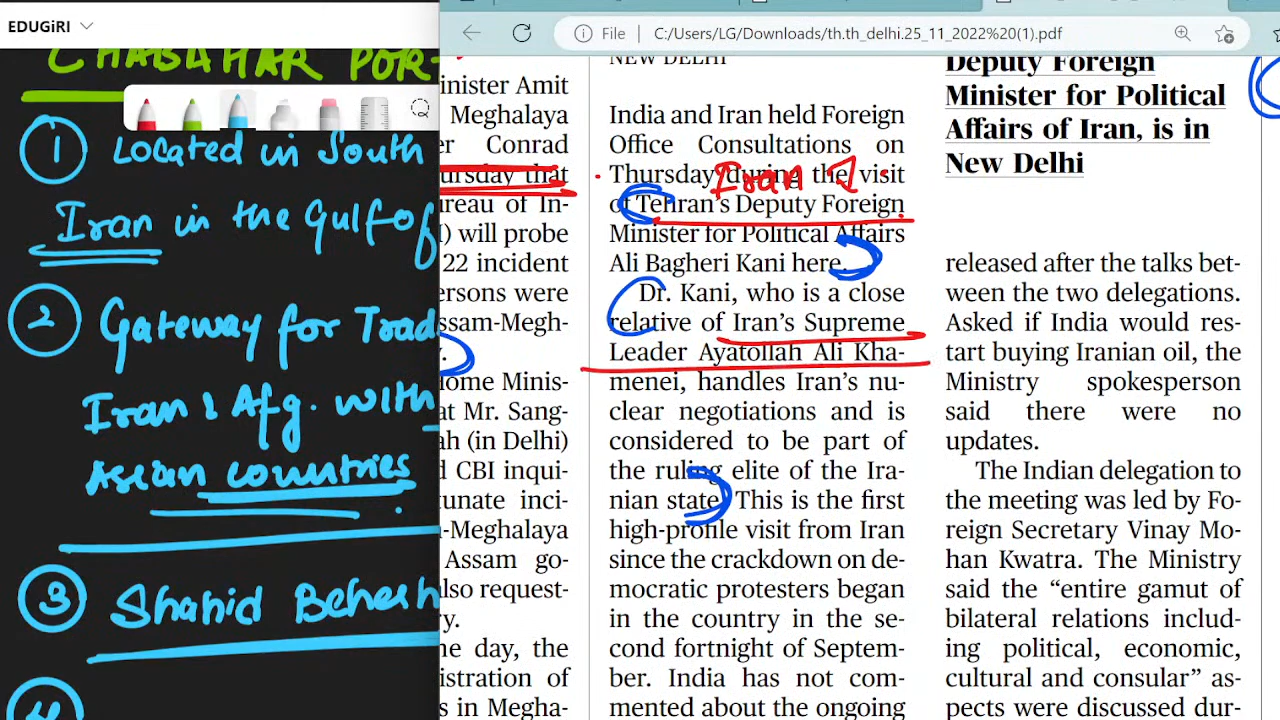 EDUGiRI
File
C:/Users/LG/Downloads/th.th_delhi.25_11_2022%20(1).pdf
CHABAHAR POR
1 Located in South
Iran in the Gulf of
2 Gateway for Trad
Iran & Afg. with
Asian countries
3 Shahid Behesh
4
inister Amit
Meghalaya
er Conrad
ursday that
ureau of In-
I) will probe
22 incident
ersons were
ssam-Megh-
y.
ome Minis-
at Mr. Sang-
ah (in Delhi)
d CBI inqui-
tunate inci-
-Meghalaya
Assam go-
lso request-
ry.
me day, the
istration of
s in Megha-
NEW DELHI
India and Iran held Foreign
Office Consultations on
Thursday during the visit
Iran
of Tehran's Deputy Foreign
Minister for Political Affairs
Ali Bagheri Kani here.
Dr. Kani, who is a close
relative of Iran's Supreme
Leader Ayatollah Ali Kha-
menei, handles Iran's nu-
clear negotiations and is
considered to be part of
the ruling elite of the Ira-
nian state. This is the first
high-profile visit from Iran
since the crackdown on de-
mocratic protesters began
in the country in the se-
cond fortnight of Septem-
ber. India has not com-
mented about the ongoing
Deputy Foreign
Minister for Political
Affairs of Iran, is in
New Delhi
released after the talks bet-
ween the two delegations.
Asked if India would res-
tart buying Iranian oil, the
Ministry spokesperson
said there were no
updates.
The Indian delegation to
the meeting was led by Fo-
reign Secretary Vinay Mo-
han Kwatra. The Ministry
said the “entire gamut of
bilateral relations includ-
ing political, economic,
cultural and consular” as-
pects were discussed dur-